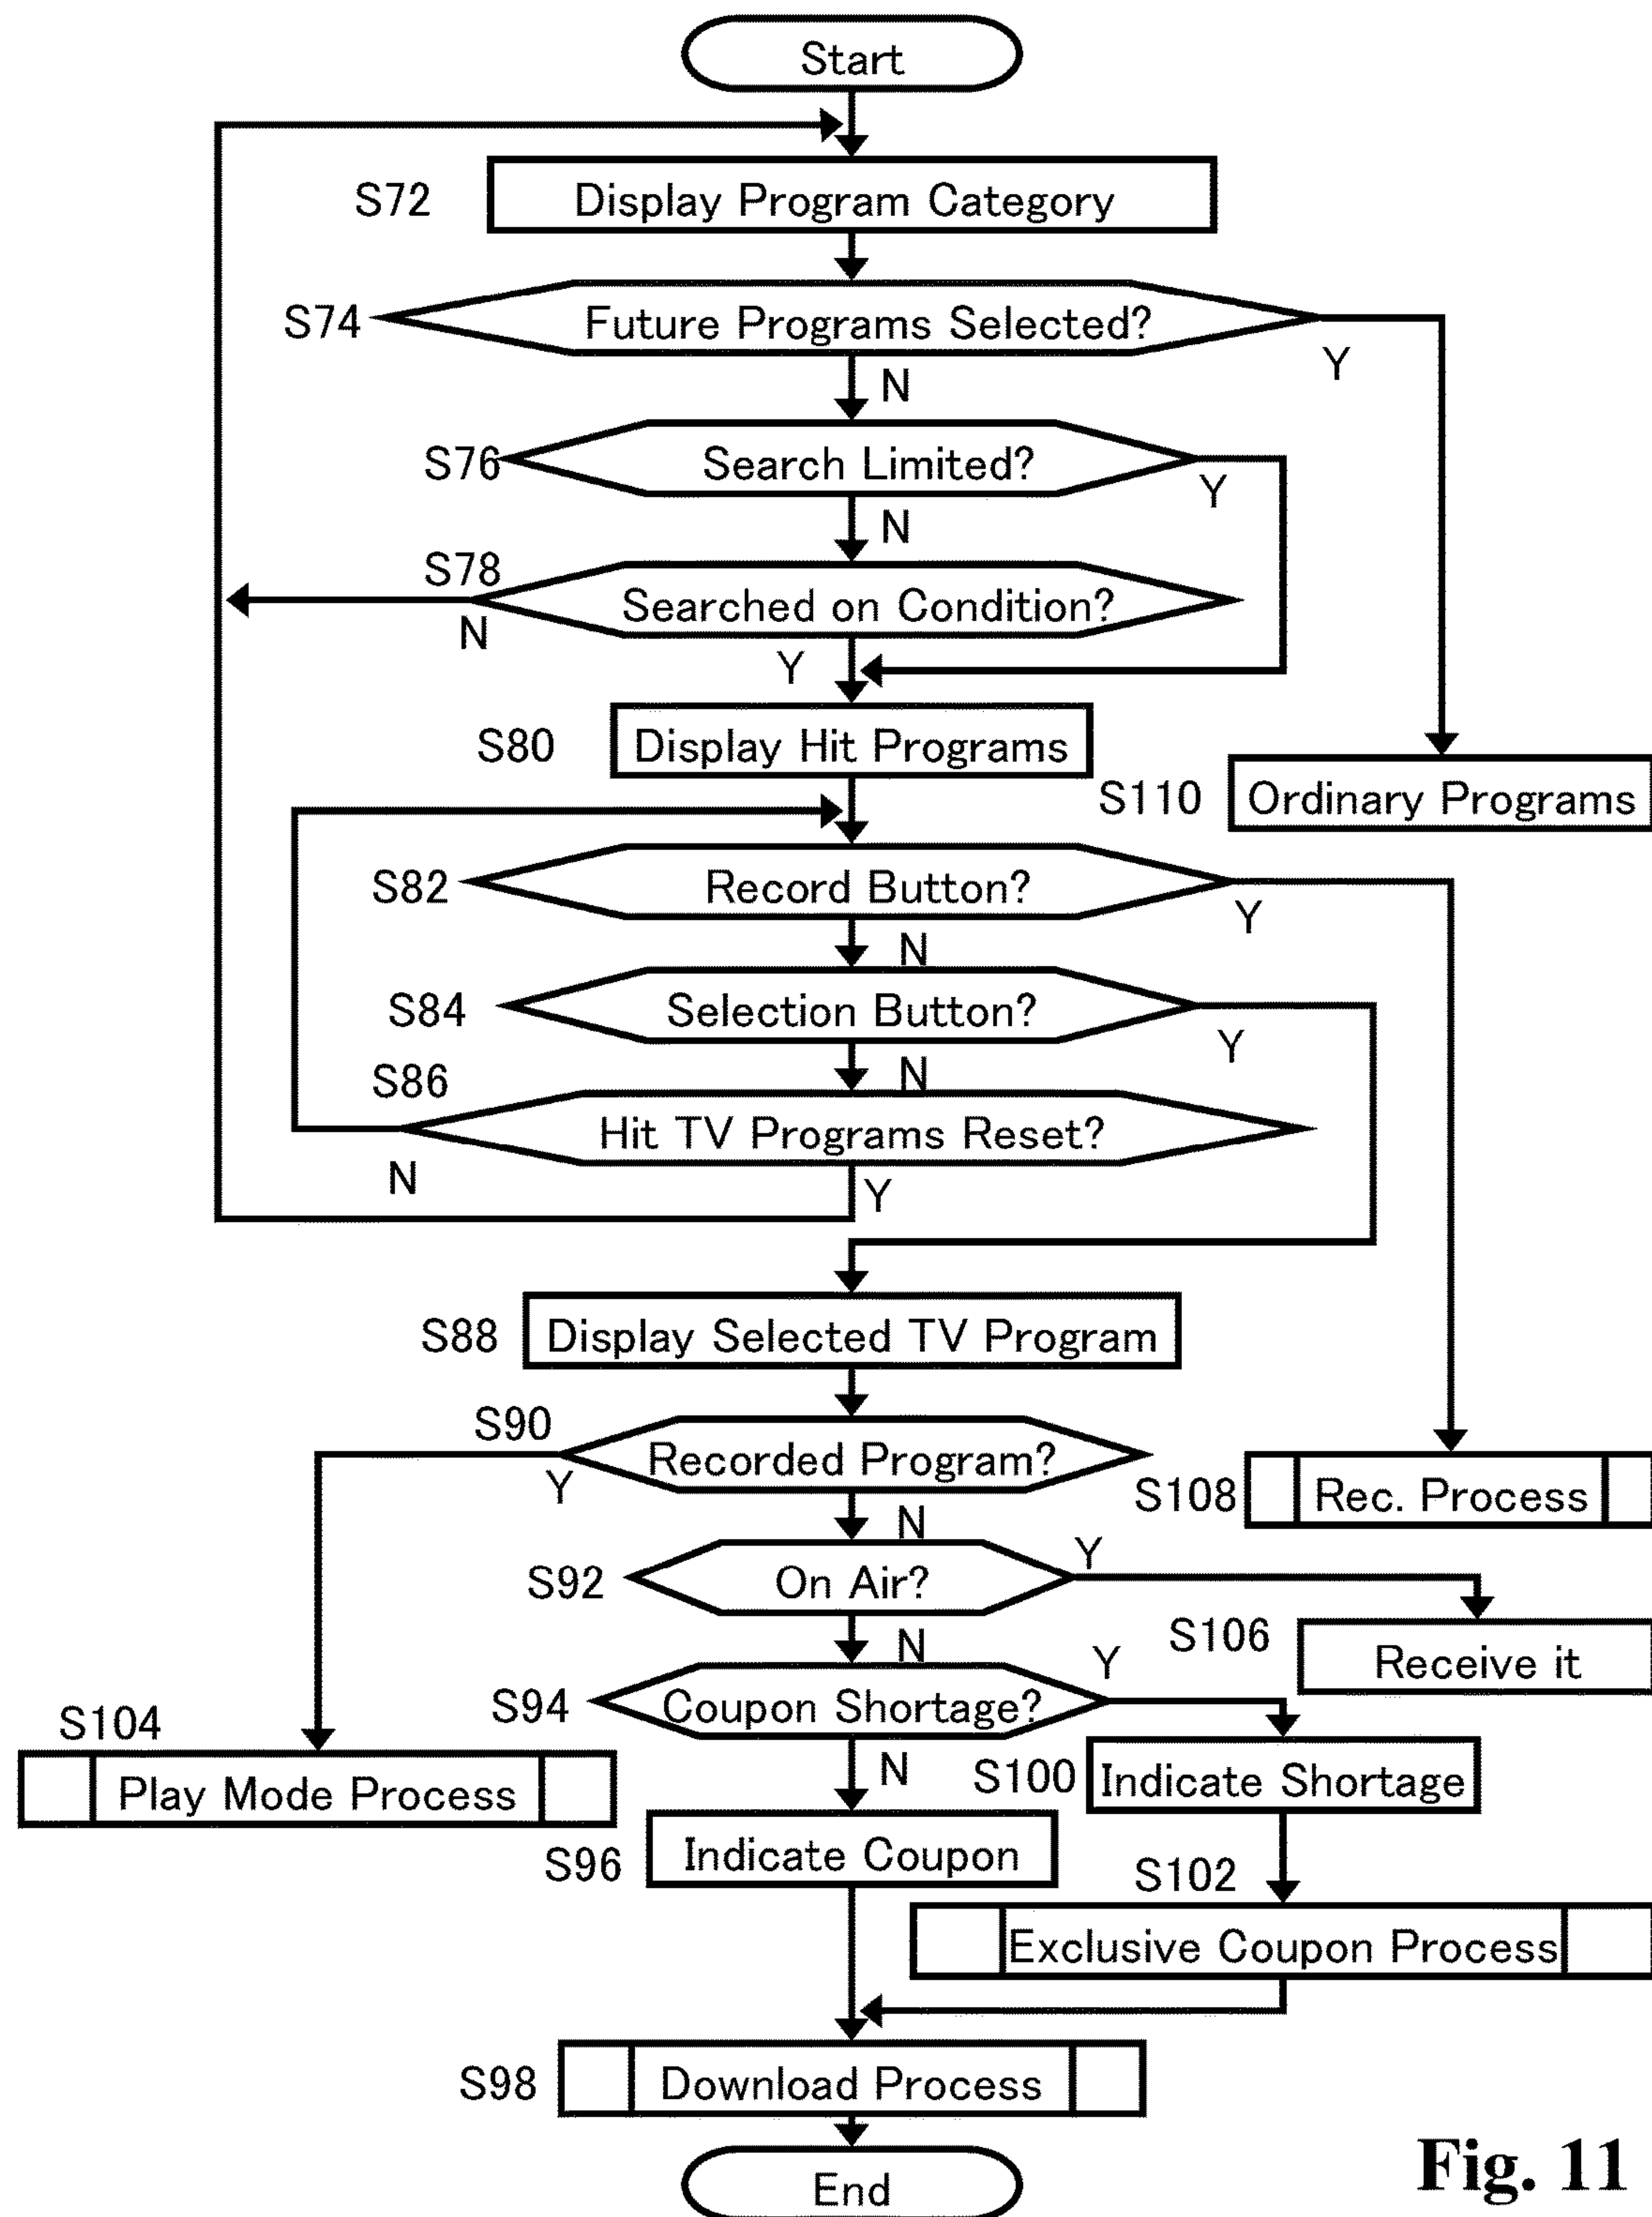 Start
S72
Display Program Category
S74
Future Programs Selected?
Y
N
S76
Search Limited?
Y
N
S78
Searched on Condition?
N
Y
S80
Display Hit Programs
S110
Ordinary Programs
S82
Record Button?
Y
N
S84
Selection Button?
Y
N
S86
Hit TV Programs Reset?
N
Y
S88
Display Selected TV Program
S90
Recorded Program?
Y
N
S108
Rec. Process
S92
On Air?
Y
N
S106
Receive it
S94
Coupon Shortage?
Y
N
S104
Play Mode Process
S100
Indicate Shortage
S96
Indicate Coupon
S102
Exclusive Coupon Process
S98
Download Process
End
Fig. 11